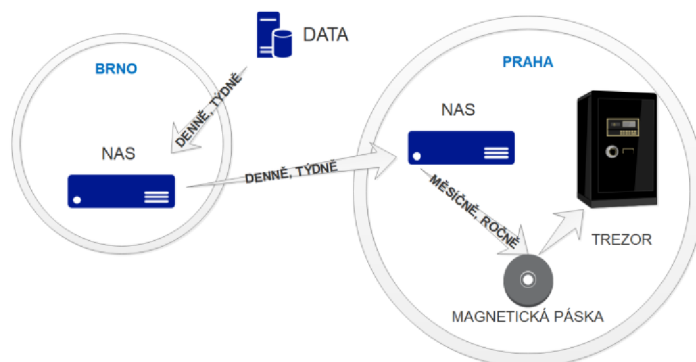 DATA
BRNO
PRAHA
DENNĚ, TÝDNĚ
NAS
NAS
DENNĚ, TÝDNĚ
MĚSÍČNĚ, ROČNĚ
TREZOR
MAGNETICKÁ PÁSKA